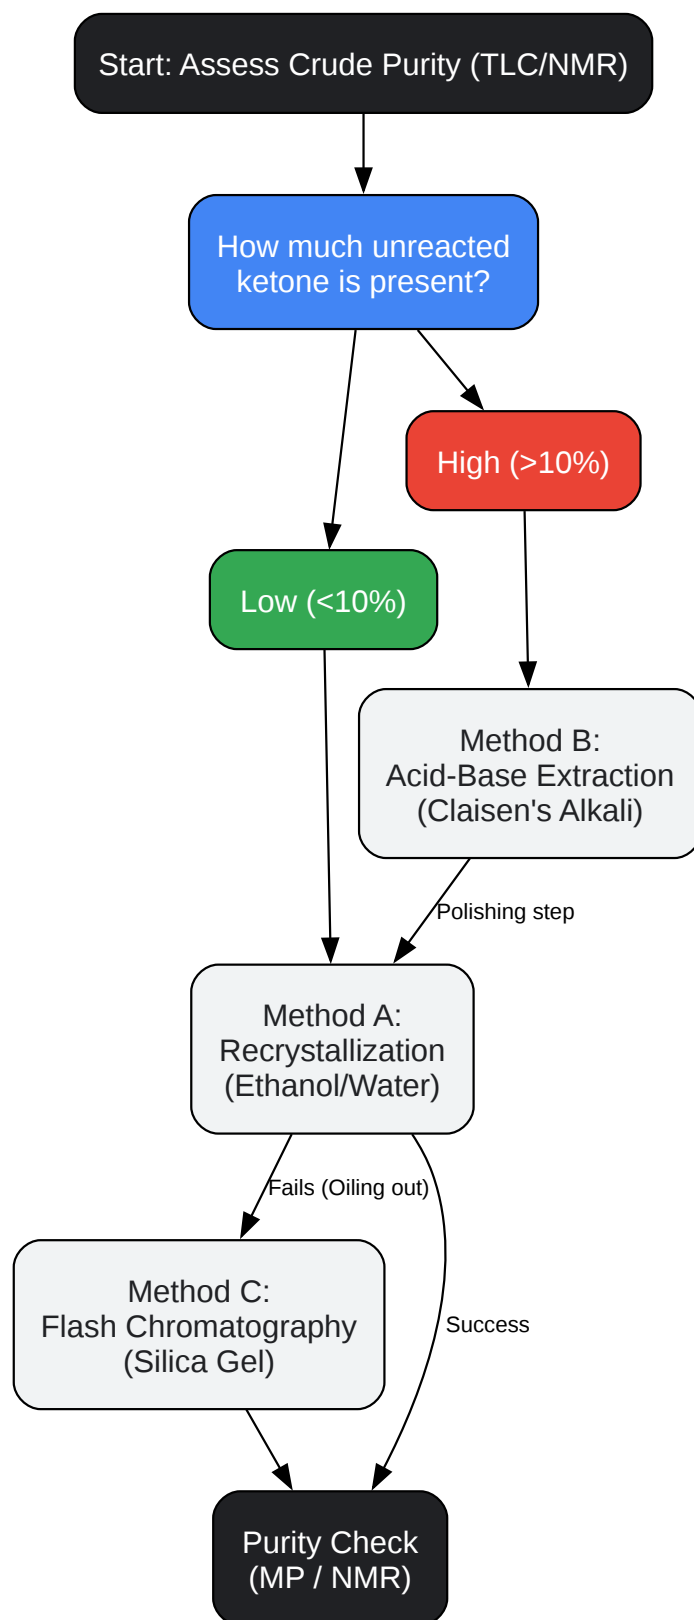 Start: Assess Crude Purity (TLC/NMR)
How much unreacted
ketone is present?
High (>10%)
Low (<10%)
Method B:
Acid-Base Extraction
(Claisen's Alkali)
Polishing step
Method A:
Recrystallization
(Ethanol/Water)
Fails (Oiling out)
Method C:
Flash Chromatography
(Silica Gel)
Success
Purity Check
(MP / NMR)